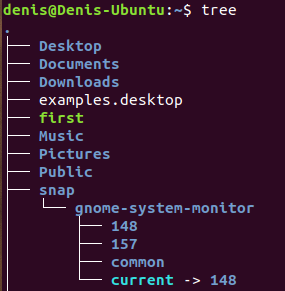 denis@Denis-Ubuntu:~$ tree
.
├── Desktop
├── Documents
├── Downloads
├── examples.desktop
├── first
├── Music
├── Pictures
├── Public
├── snap
│   └── gnome-system-monitor
│       ├── 148
│       ├── 157
│       ├── common
│       └── current -> 148